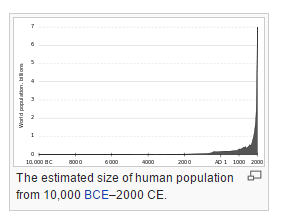 7
6
5
4
3
2
1
0
World population, billions
10,000 BC 8000 6000 4000 2000 AD 1 1000 2000
The estimated size of human population
from 10,000 BCE–2000 CE.